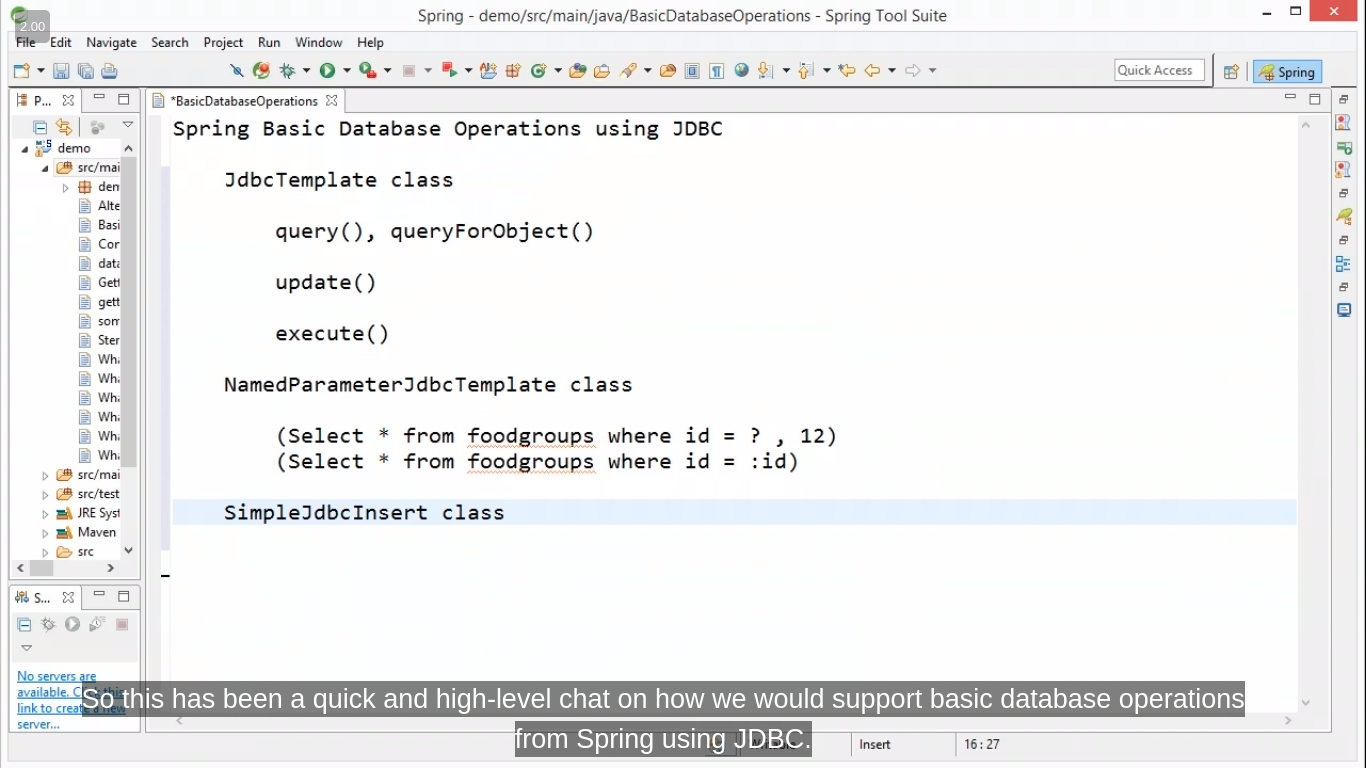 Spring - demo/src/main/java/BasicDatabaseOperations - Spring Tool Suite
2.00
File Edit Navigate Search Project Run Window Help
Quick Access
Spring
P...
*BasicDatabaseOperations
demo
src/mai
den
Alte
Basi
Cor
data
Gett
gett
som
Ster
Wha
Wha
Wha
Wha
Wha
Wha
src/mai
src/test
JRE Syst
Maven
src
Spring Basic Database Operations using JDBC
JdbcTemplate class
query(), queryForObject()
update()
execute()
NamedParameterJdbcTemplate class
(Select * from foodgroups where id = ? , 12)
(Select * from foodgroups where id = :id)
SimpleJdbcInsert class
S...
No servers are
available. Click this
link to create a new
server...
So this has been a quick and high-level chat on how we would support basic database operations
from Spring using JDBC.
Insert
16 : 27